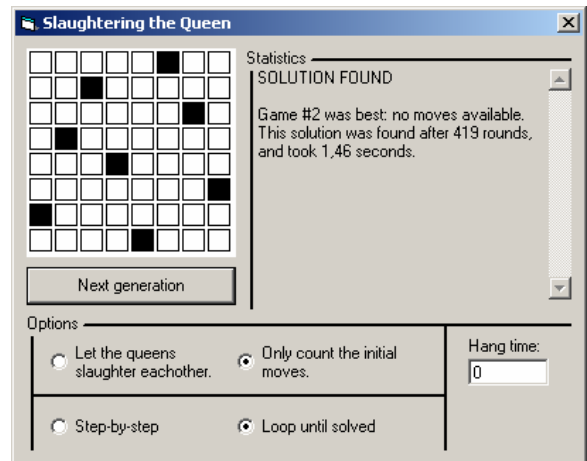 Slaughtering the Queen
Statistics
SOLUTION FOUND
Game #2 was best: no moves available.
This solution was found after 419 rounds,
and took 1,46 seconds.
Next generation
Options
Let the queens
slaughter eachother.
Only count the initial
moves.
Hang time:
0
Step-by-step
Loop until solved